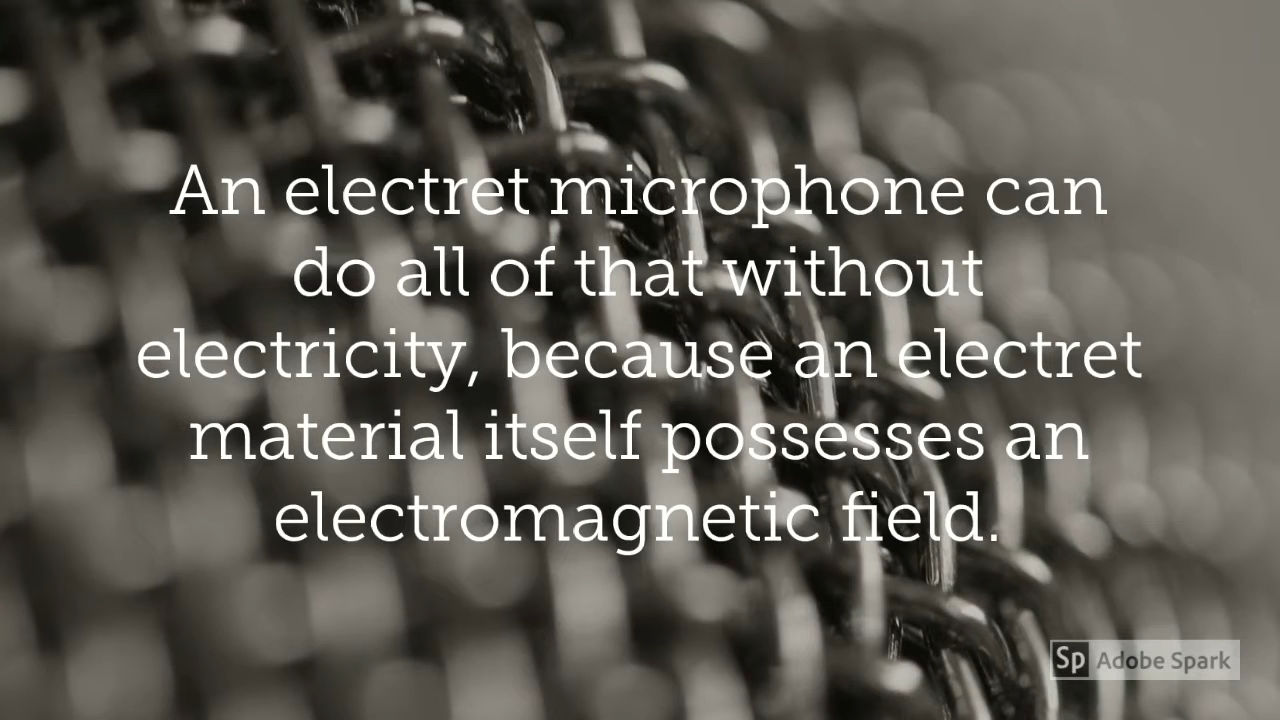 An electret microphone can
do all of that without
electricity, because an electret
material itself possesses an
electromagnetic field.
Sp Adobe Spark